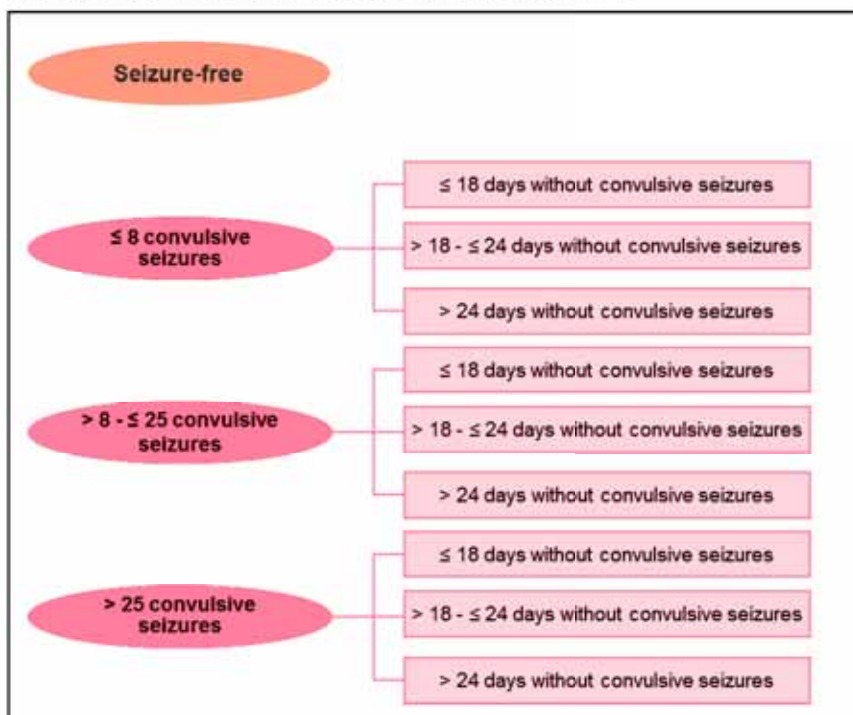 Seizure-free
≤ 8 convulsive
seizures
≤ 18 days without convulsive seizures
> 18 - ≤ 24 days without convulsive seizures
> 24 days without convulsive seizures
> 8 - ≤ 25 convulsive
seizures
≤ 18 days without convulsive seizures
> 18 - ≤ 24 days without convulsive seizures
> 24 days without convulsive seizures
> 25 convulsive
seizures
≤ 18 days without convulsive seizures
> 18 - ≤ 24 days without convulsive seizures
> 24 days without convulsive seizures